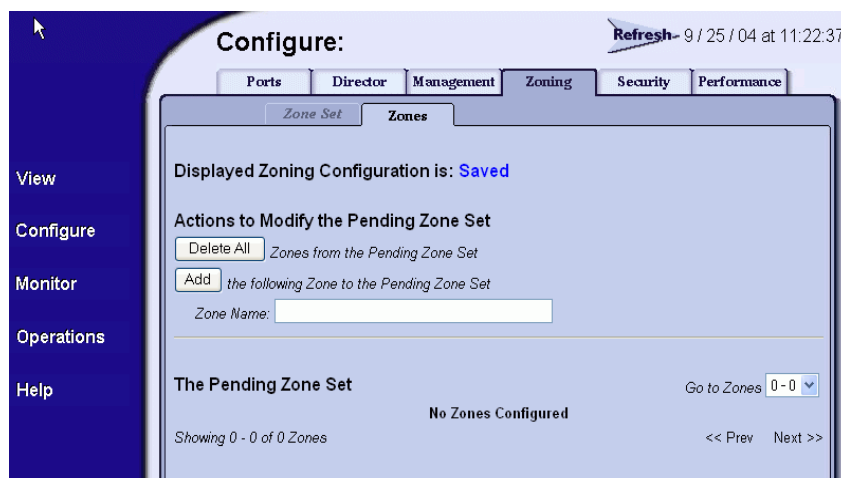 Configure:
Refresh- 9 / 25 / 04 at 11:22:37
Ports Director Management Zoning Security Performance
Zone Set Zones
View
Configure
Monitor
Operations
Help
Displayed Zoning Configuration is: Saved
Actions to Modify the Pending Zone Set
Delete All Zones from the Pending Zone Set
Add the following Zone to the Pending Zone Set
Zone Name:
The Pending Zone Set
Go to Zones 0 - 0
No Zones Configured
Showing 0 - 0 of 0 Zones
<< Prev Next >>